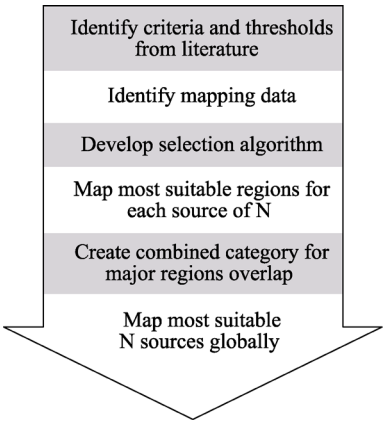 Identify criteria and thresholds
from literature
Identify mapping data
Develop selection algorithm
Map most suitable regions for
each source of N
Create combined category for
major regions overlap
Map most suitable
N sources globally